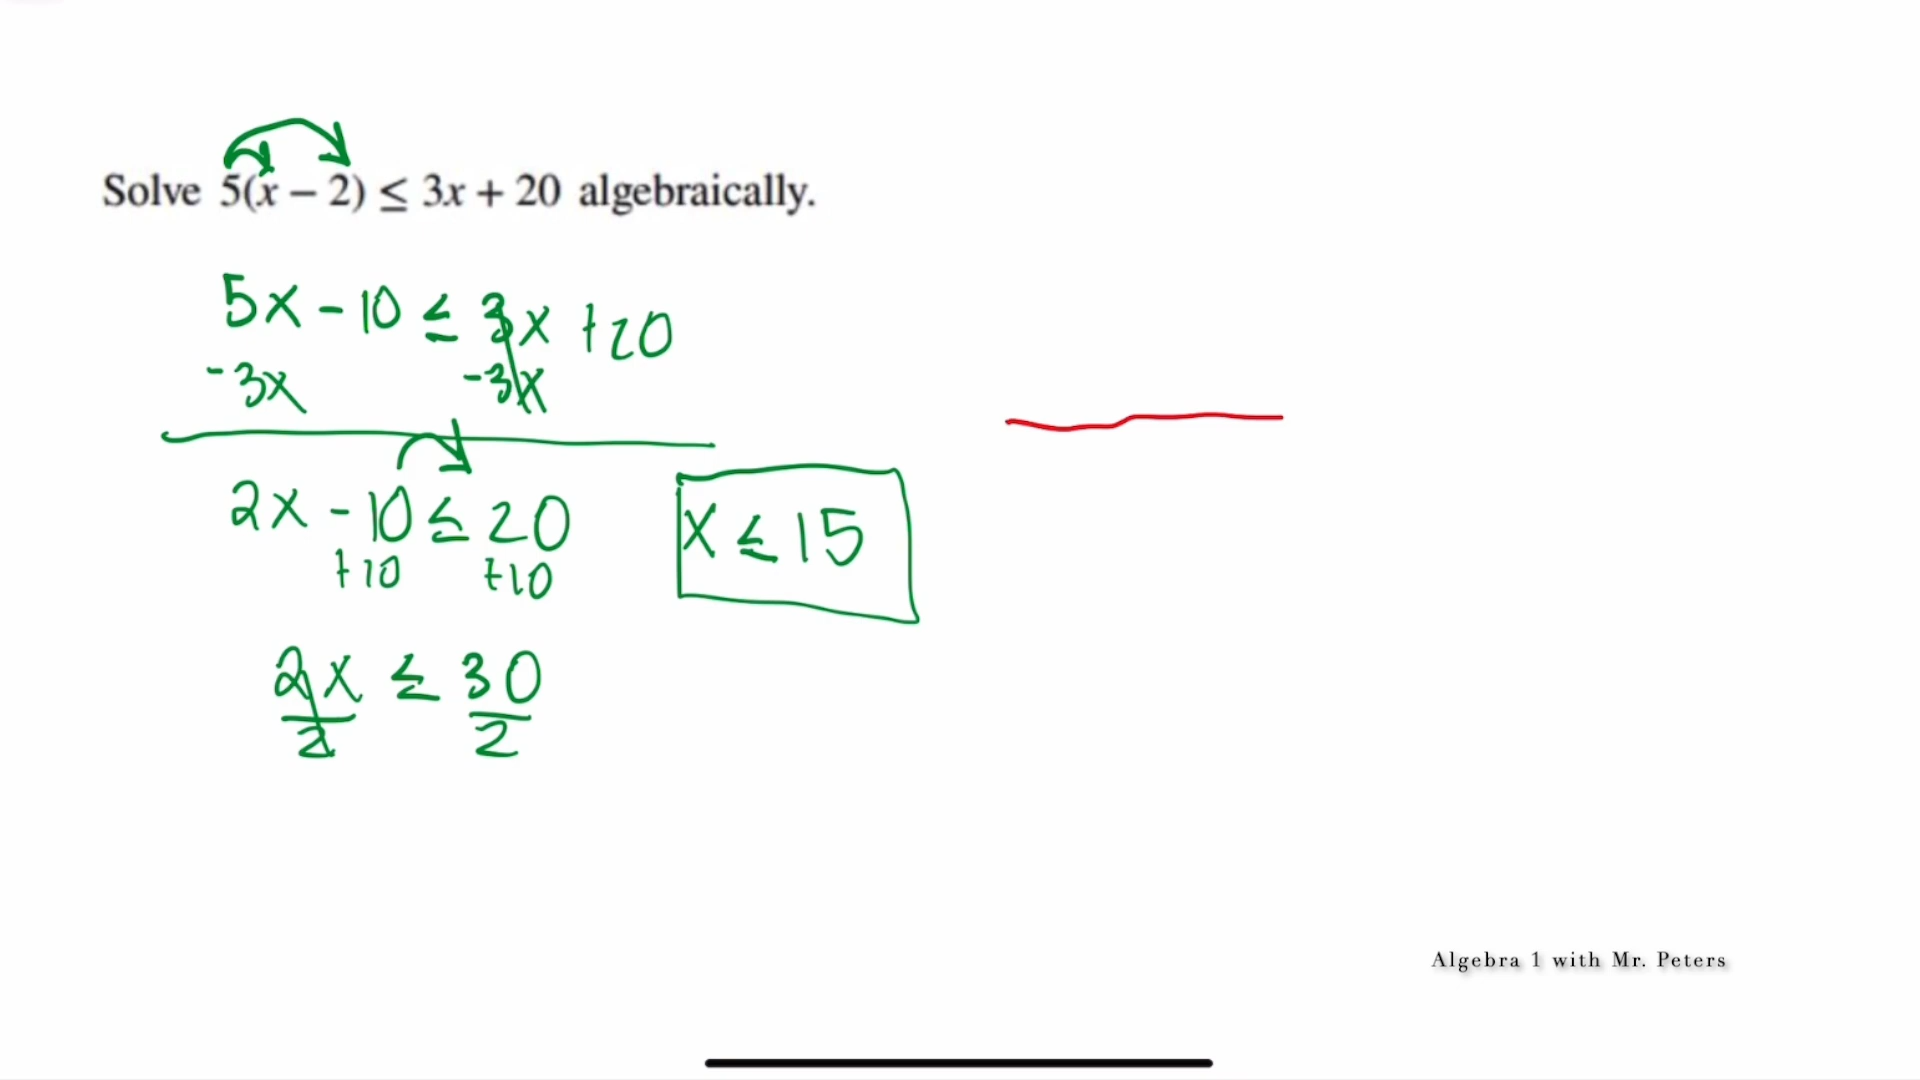 Solve 5(x − 2) ≤ 3x + 20 algebraically.
5x - 10 ≤ 3x + 20
-3x -3x
2x - 10 ≤ 20
+10 +10
x ≤ 15
2x ≤ 30
2 2
Algebra 1 with Mr. Peters